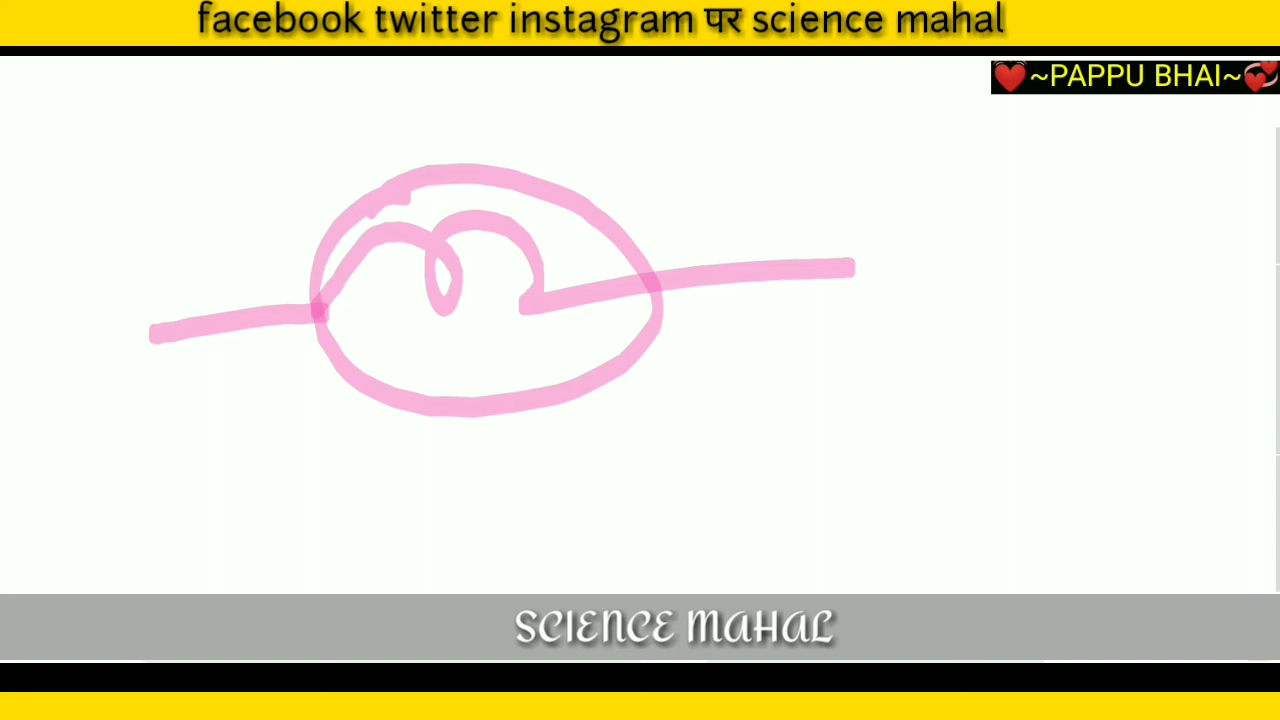 facebook twitter instagram पर science mahal
❤~PAPPU BHAI~💞
SCIENCE MAHAL